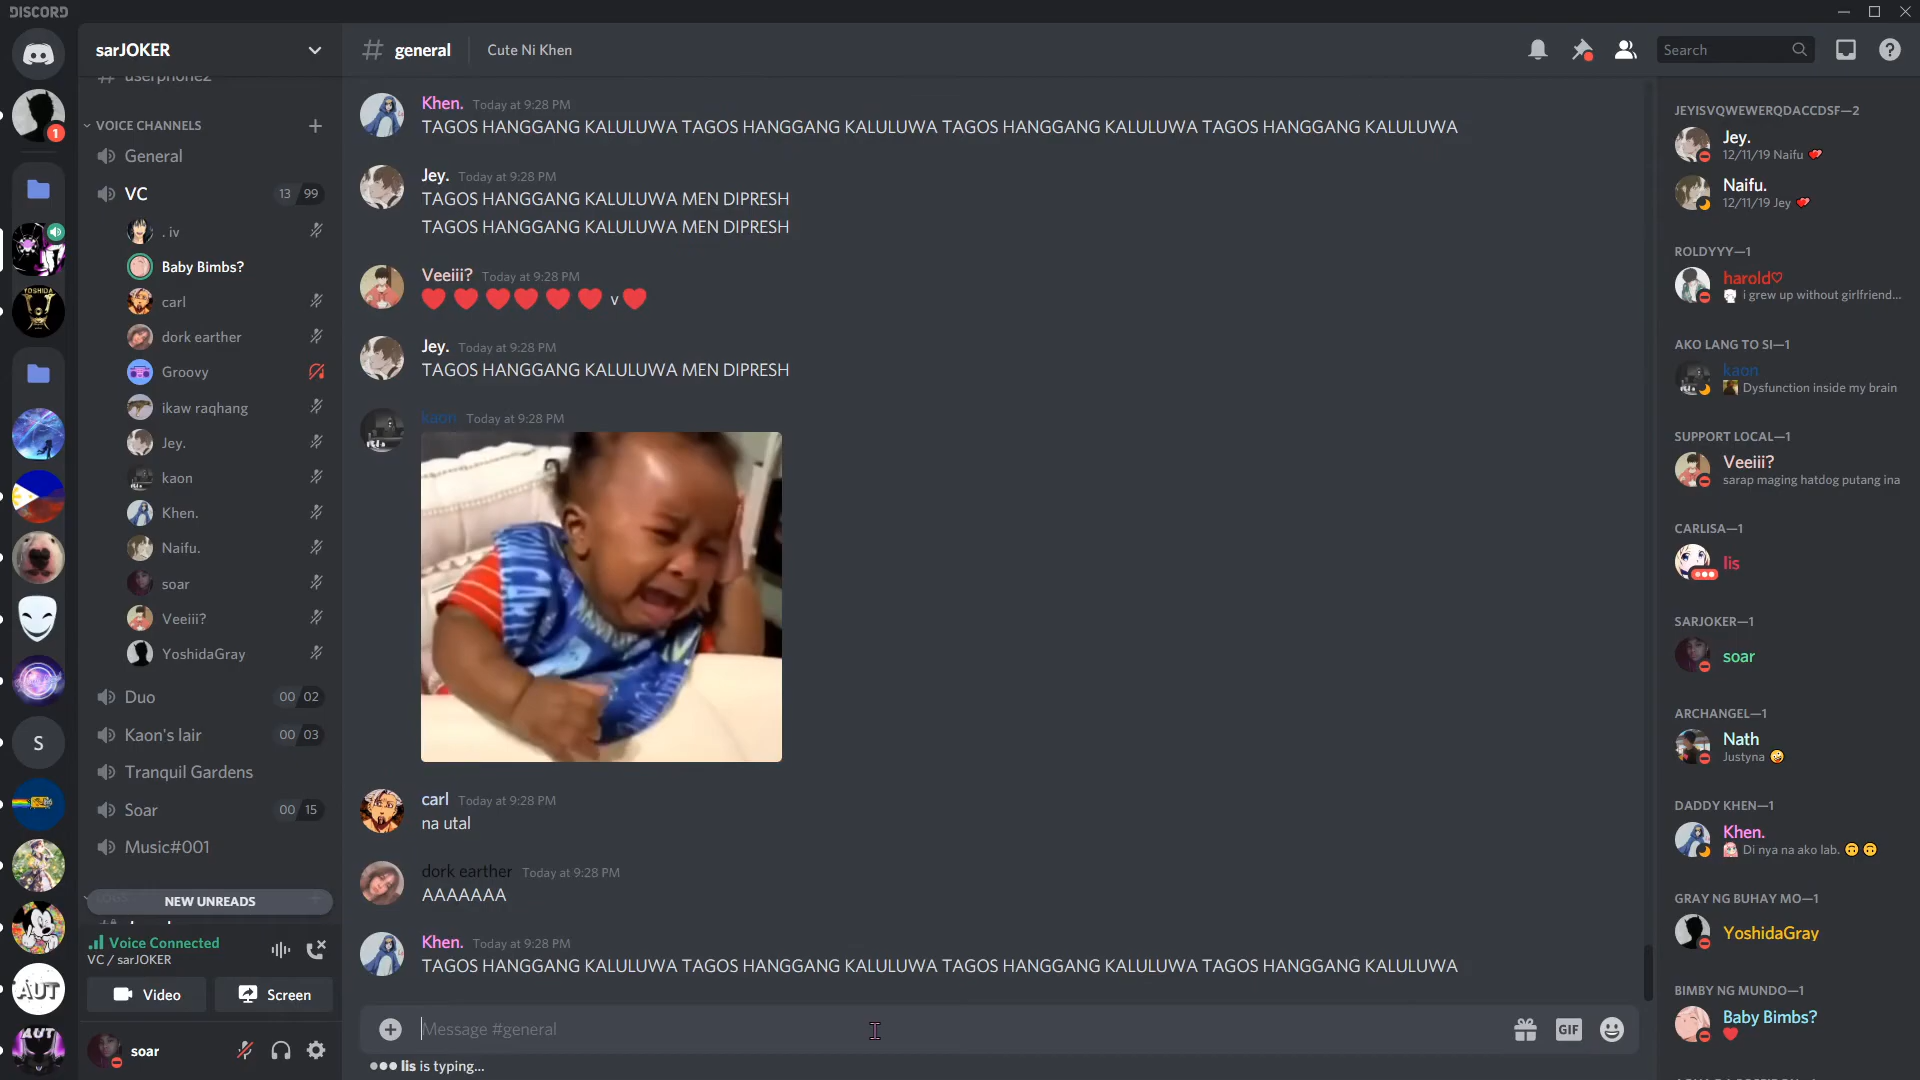 DISCORD
sarJOKER
general
Cute Ni Khen
Search
userphone2
VOICE CHANNELS
General
VC
13 99
. iv
Baby Bimbs?
carl
dork earther
Groovy
ikaw raqhang
Jey.
kaon
Khen.
Naifu.
soar
Veeiii?
YoshidaGray
Duo
00 02
Kaon's lair
00 03
Tranquil Gardens
Soar
00 15
Music#001
NEW UNREADS
Voice Connected
VC / sarJOKER
Video
Screen
soar
1
YOSHIDA
S
AUT
AUT
Khen. Today at 9:28 PM
TAGOS HANGGANG KALULUWA TAGOS HANGGANG KALULUWA TAGOS HANGGANG KALULUWA TAGOS HANGGANG KALULUWA
Jey. Today at 9:28 PM
TAGOS HANGGANG KALULUWA MEN DIPRESH
TAGOS HANGGANG KALULUWA MEN DIPRESH
Veeiii? Today at 9:28 PM
❤️ ❤️ ❤️❤️ ❤️ ❤️ v ❤️
Jey. Today at 9:28 PM
TAGOS HANGGANG KALULUWA MEN DIPRESH
kaon Today at 9:28 PM
carl Today at 9:28 PM
na utal
dork earther Today at 9:28 PM
AAAAAAA
Khen. Today at 9:28 PM
TAGOS HANGGANG KALULUWA TAGOS HANGGANG KALULUWA TAGOS HANGGANG KALULUWA TAGOS HANGGANG KALULUWA
Message #general
GIF
lis is typing...
JEYISVQWEWERQDACCDSF—2
Jey.
12/11/19 Naifu 💕
Naifu.
12/11/19 Jey 💕
ROLDYYY—1
harold♡
i grew up without girlfriend...
AKO LANG TO SI—1
kaon
Dysfunction inside my brain
SUPPORT LOCAL—1
Veeiii?
sarap maging hatdog putang ina
CARLISA—1
lis
SARJOKER—1
soar
ARCHANGEL—1
Nath
Justyna 😜
DADDY KHEN—1
Khen.
Di nya na ako lab. 🙃 🙃
GRAY NG BUHAY MO—1
YoshidaGray
BIMBY NG MUNDO—1
Baby Bimbs?
❤️